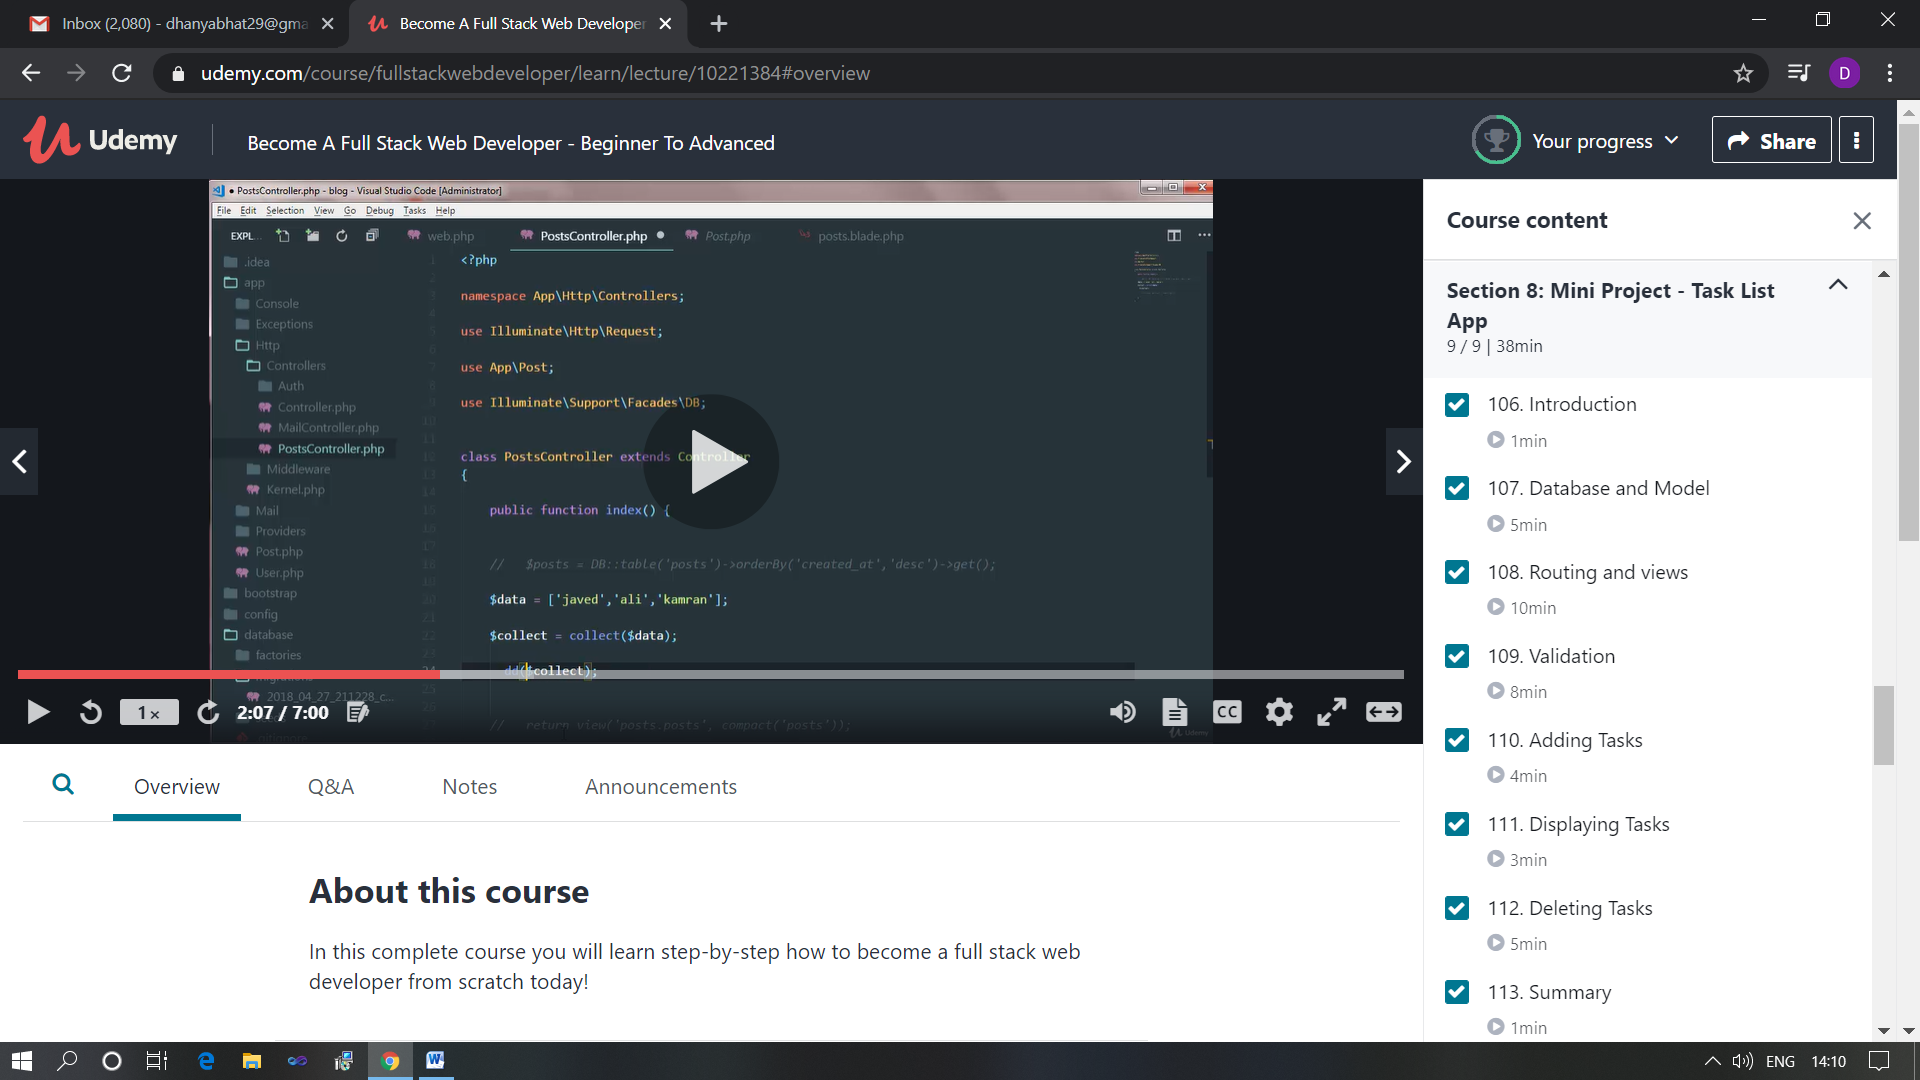 Inbox (2,080) - dhanyabhat29@gma
Become A Full Stack Web Developer
udemy.com/course/fullstackwebdeveloper/learn/lecture/10221384#overview
D
Udemy
Become A Full Stack Web Developer - Beginner To Advanced
Your progress
Share
PostsController.php - blog - Visual Studio Code [Administrator]
File Edit Selection View Go Debug Tasks Help
EXPL...
web.php
PostsController.php
Post.php
posts.blade.php
.idea
app
Console
Exceptions
Http
Controllers
Auth
Controller.php
MailController.php
PostsController.php
Middleware
Kernel.php
Mail
Providers
Post.php
User.php
bootstrap
config
database
factories
migrations
2018_04_27_211228_c...
.gitignore
<?php
namespace App\Http\Controllers;
use Illuminate\Http\Request;
use App\Post;
use Illuminate\Support\Facades\DB;
class PostsController extends Controller
{
public function index() {
// $posts = DB::table('posts')->orderBy('created_at','desc')->get();
$data = ['javed','ali','kamran'];
$collect = collect($data);
dd($collect);
// return view('posts.posts', compact('posts'));
Udemy
1x
2:07 / 7:00
CC
Course content
Section 8: Mini Project - Task List
App
9 / 9 | 38min
106. Introduction
1min
107. Database and Model
5min
108. Routing and views
10min
109. Validation
8min
110. Adding Tasks
4min
111. Displaying Tasks
3min
112. Deleting Tasks
5min
113. Summary
1min
Overview
Q&A
Notes
Announcements
About this course
In this complete course you will learn step-by-step how to become a full stack web
developer from scratch today!
ENG
14:10